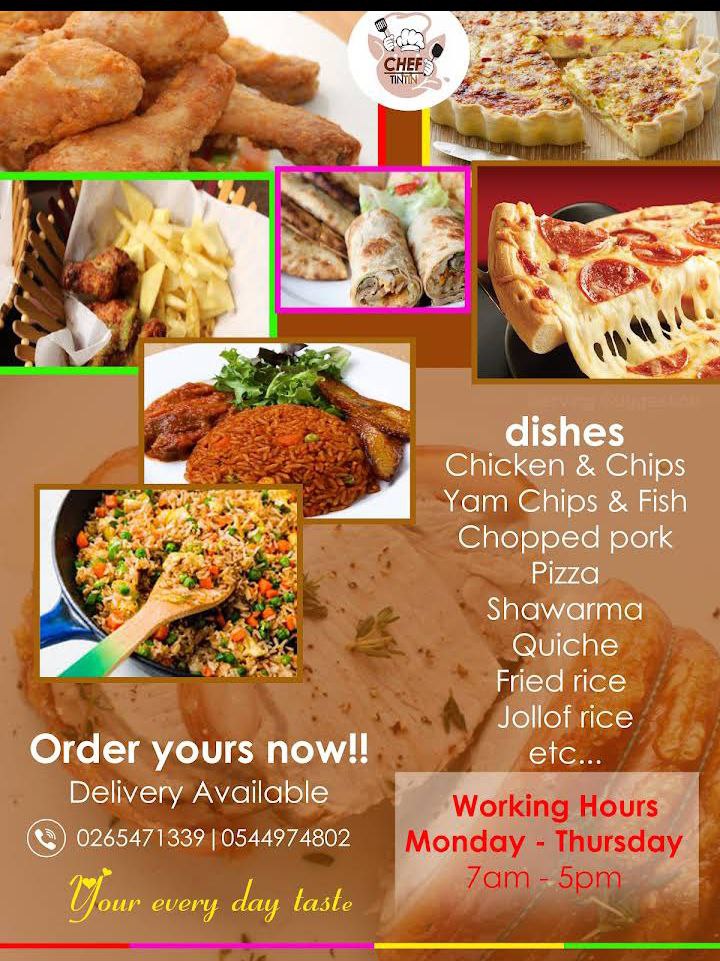 CHEF
TINTIN
dishes
Chicken & Chips
Yam Chips & Fish
Chopped pork
Pizza
Shawarma
Quiche
Fried rice
Jollof rice
etc...
Order yours now!!
Delivery Available
0265471339|0544974802
Your every day taste
Working Hours
Monday - Thursday
7am - 5pm